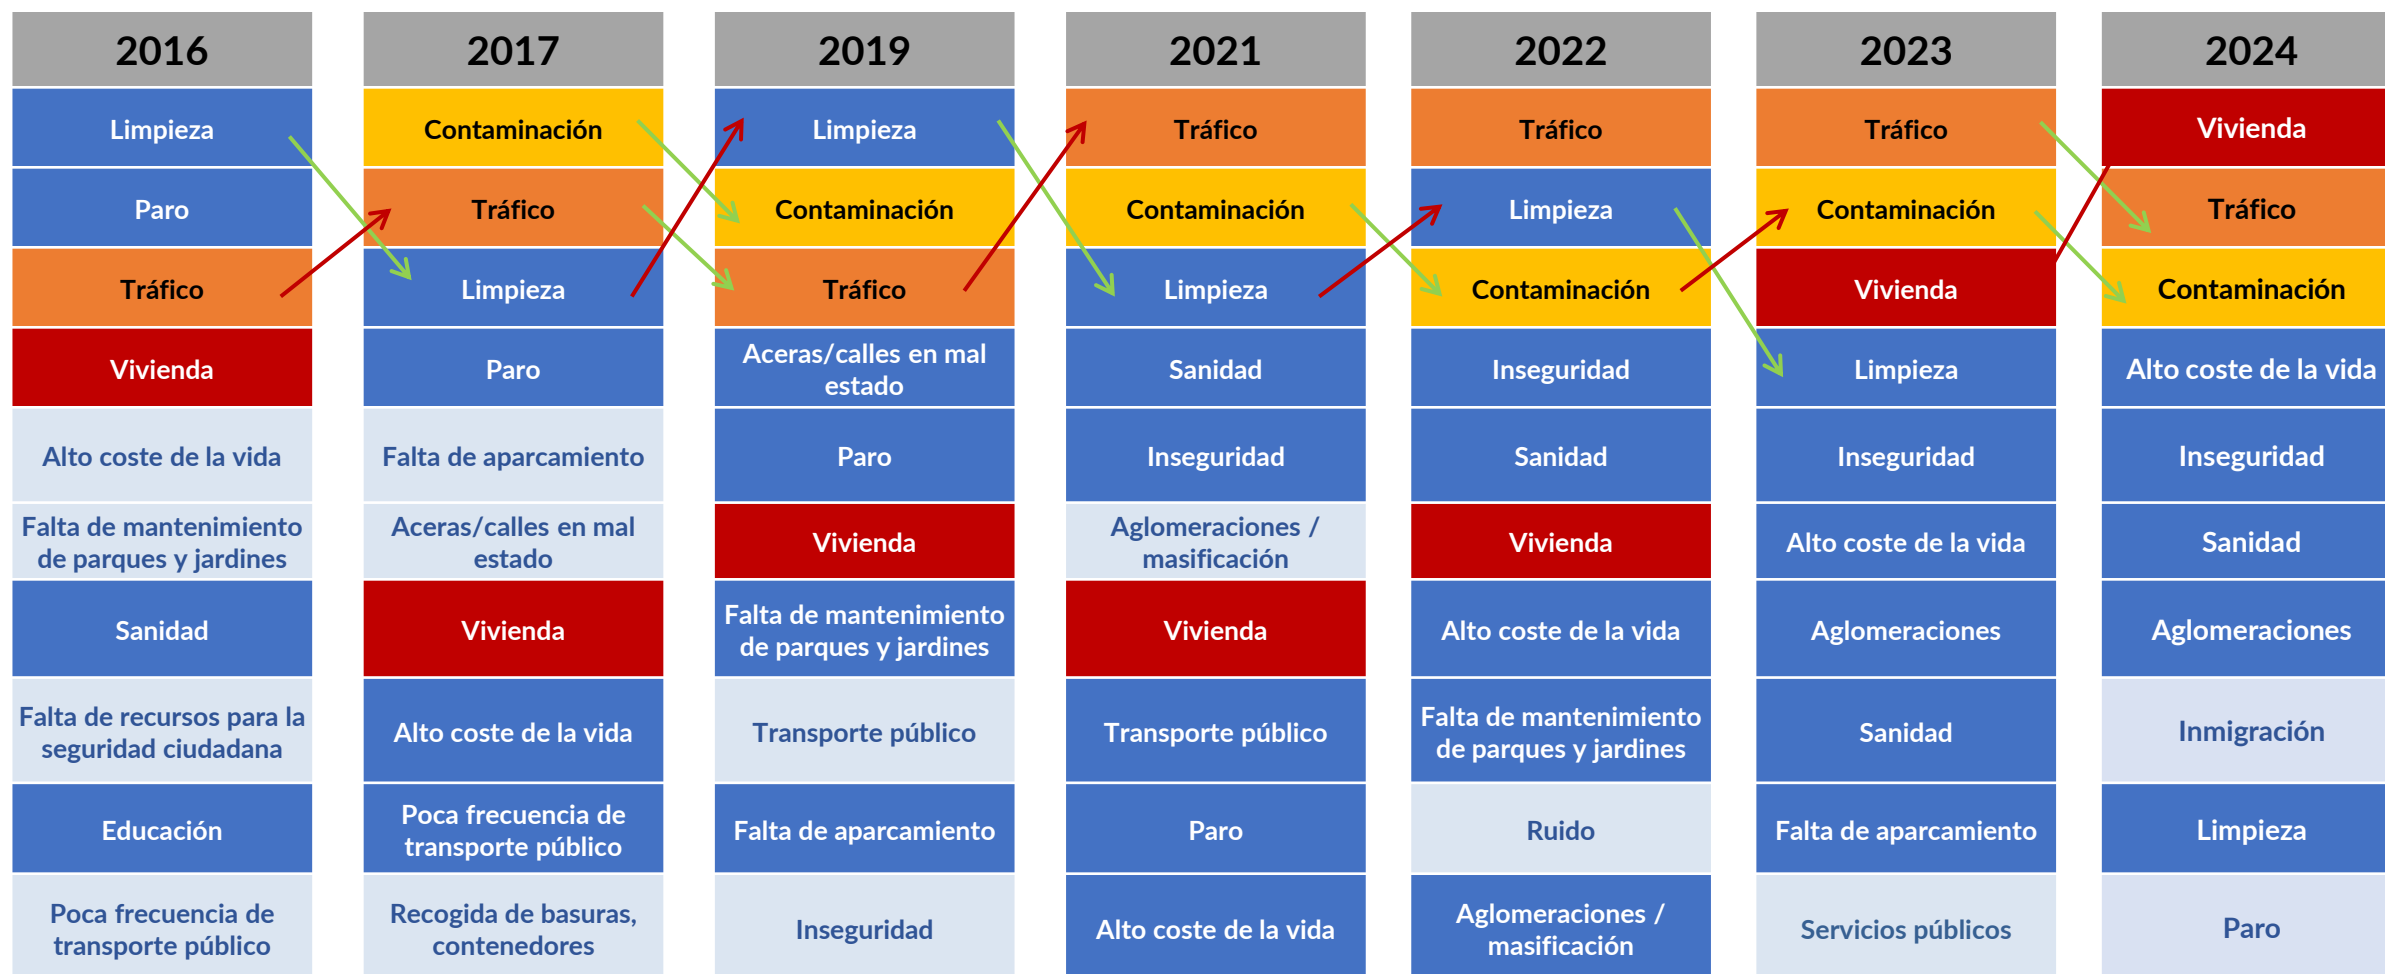 2016
Limpieza
Paro
Tráfico
Vivienda
Alto coste de la vida
Falta de mantenimiento
de parques y jardines
Sanidad
Falta de recursos para la
seguridad ciudadana
Educación
Poca frecuencia de
transporte público
2017
Contaminación
Tráfico
Limpieza
Paro
Falta de aparcamiento
Aceras/calles en mal
estado
Vivienda
Alto coste de la vida
Poca frecuencia de
transporte público
Recogida de basuras,
contenedores
2019
Limpieza
Contaminación
Tráfico
Aceras/calles en mal
estado
Paro
Vivienda
Falta de mantenimiento
de parques y jardines
Transporte público
Falta de aparcamiento
Inseguridad
2021
Tráfico
Contaminación
Limpieza
Sanidad
Inseguridad
Aglomeraciones /
masificación
Vivienda
Transporte público
Paro
Alto coste de la vida
2022
Tráfico
Limpieza
Contaminación
Inseguridad
Sanidad
Vivienda
Alto coste de la vida
Falta de mantenimiento
de parques y jardines
Ruido
Aglomeraciones /
masificación
2023
Tráfico
Contaminación
Vivienda
Limpieza
Inseguridad
Alto coste de la vida
Aglomeraciones
Sanidad
Falta de aparcamiento
Servicios públicos
2024
Vivienda
Tráfico
Contaminación
Alto coste de la vida
Inseguridad
Sanidad
Aglomeraciones
Inmigración
Limpieza
Paro